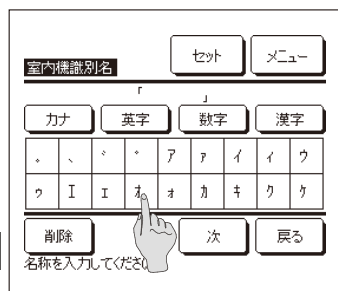 セット メニュー
室内機識別名
「 」
カナ 英字 数字 漢字
。 、 ゛ ゜ ア ァ イ ィ ウ
ゥ エ ェ オ ォ カ キ ク ケ
削除 次 戻る
名称を入力してください